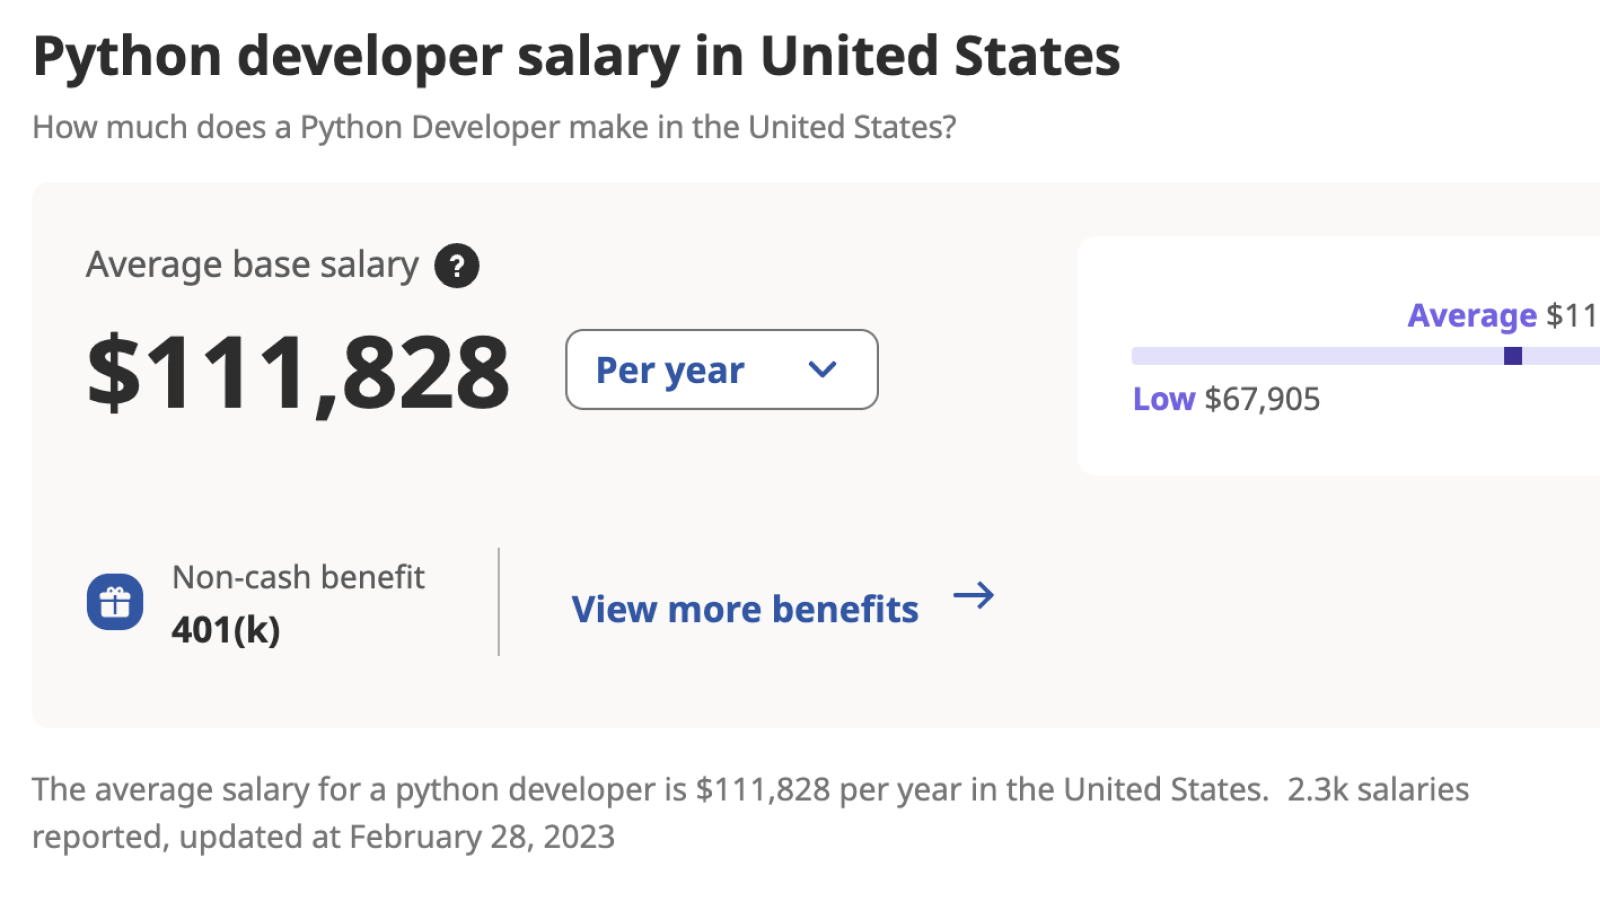 Python developer salary in United States
How much does a Python Developer make in the United States?
Average base salary ?
$111,828
Per year
Average $11
Low $67,905
Non-cash benefit
401(k)
View more benefits
The average salary for a python developer is $111,828 per year in the United States.  2.3k salaries
reported, updated at February 28, 2023